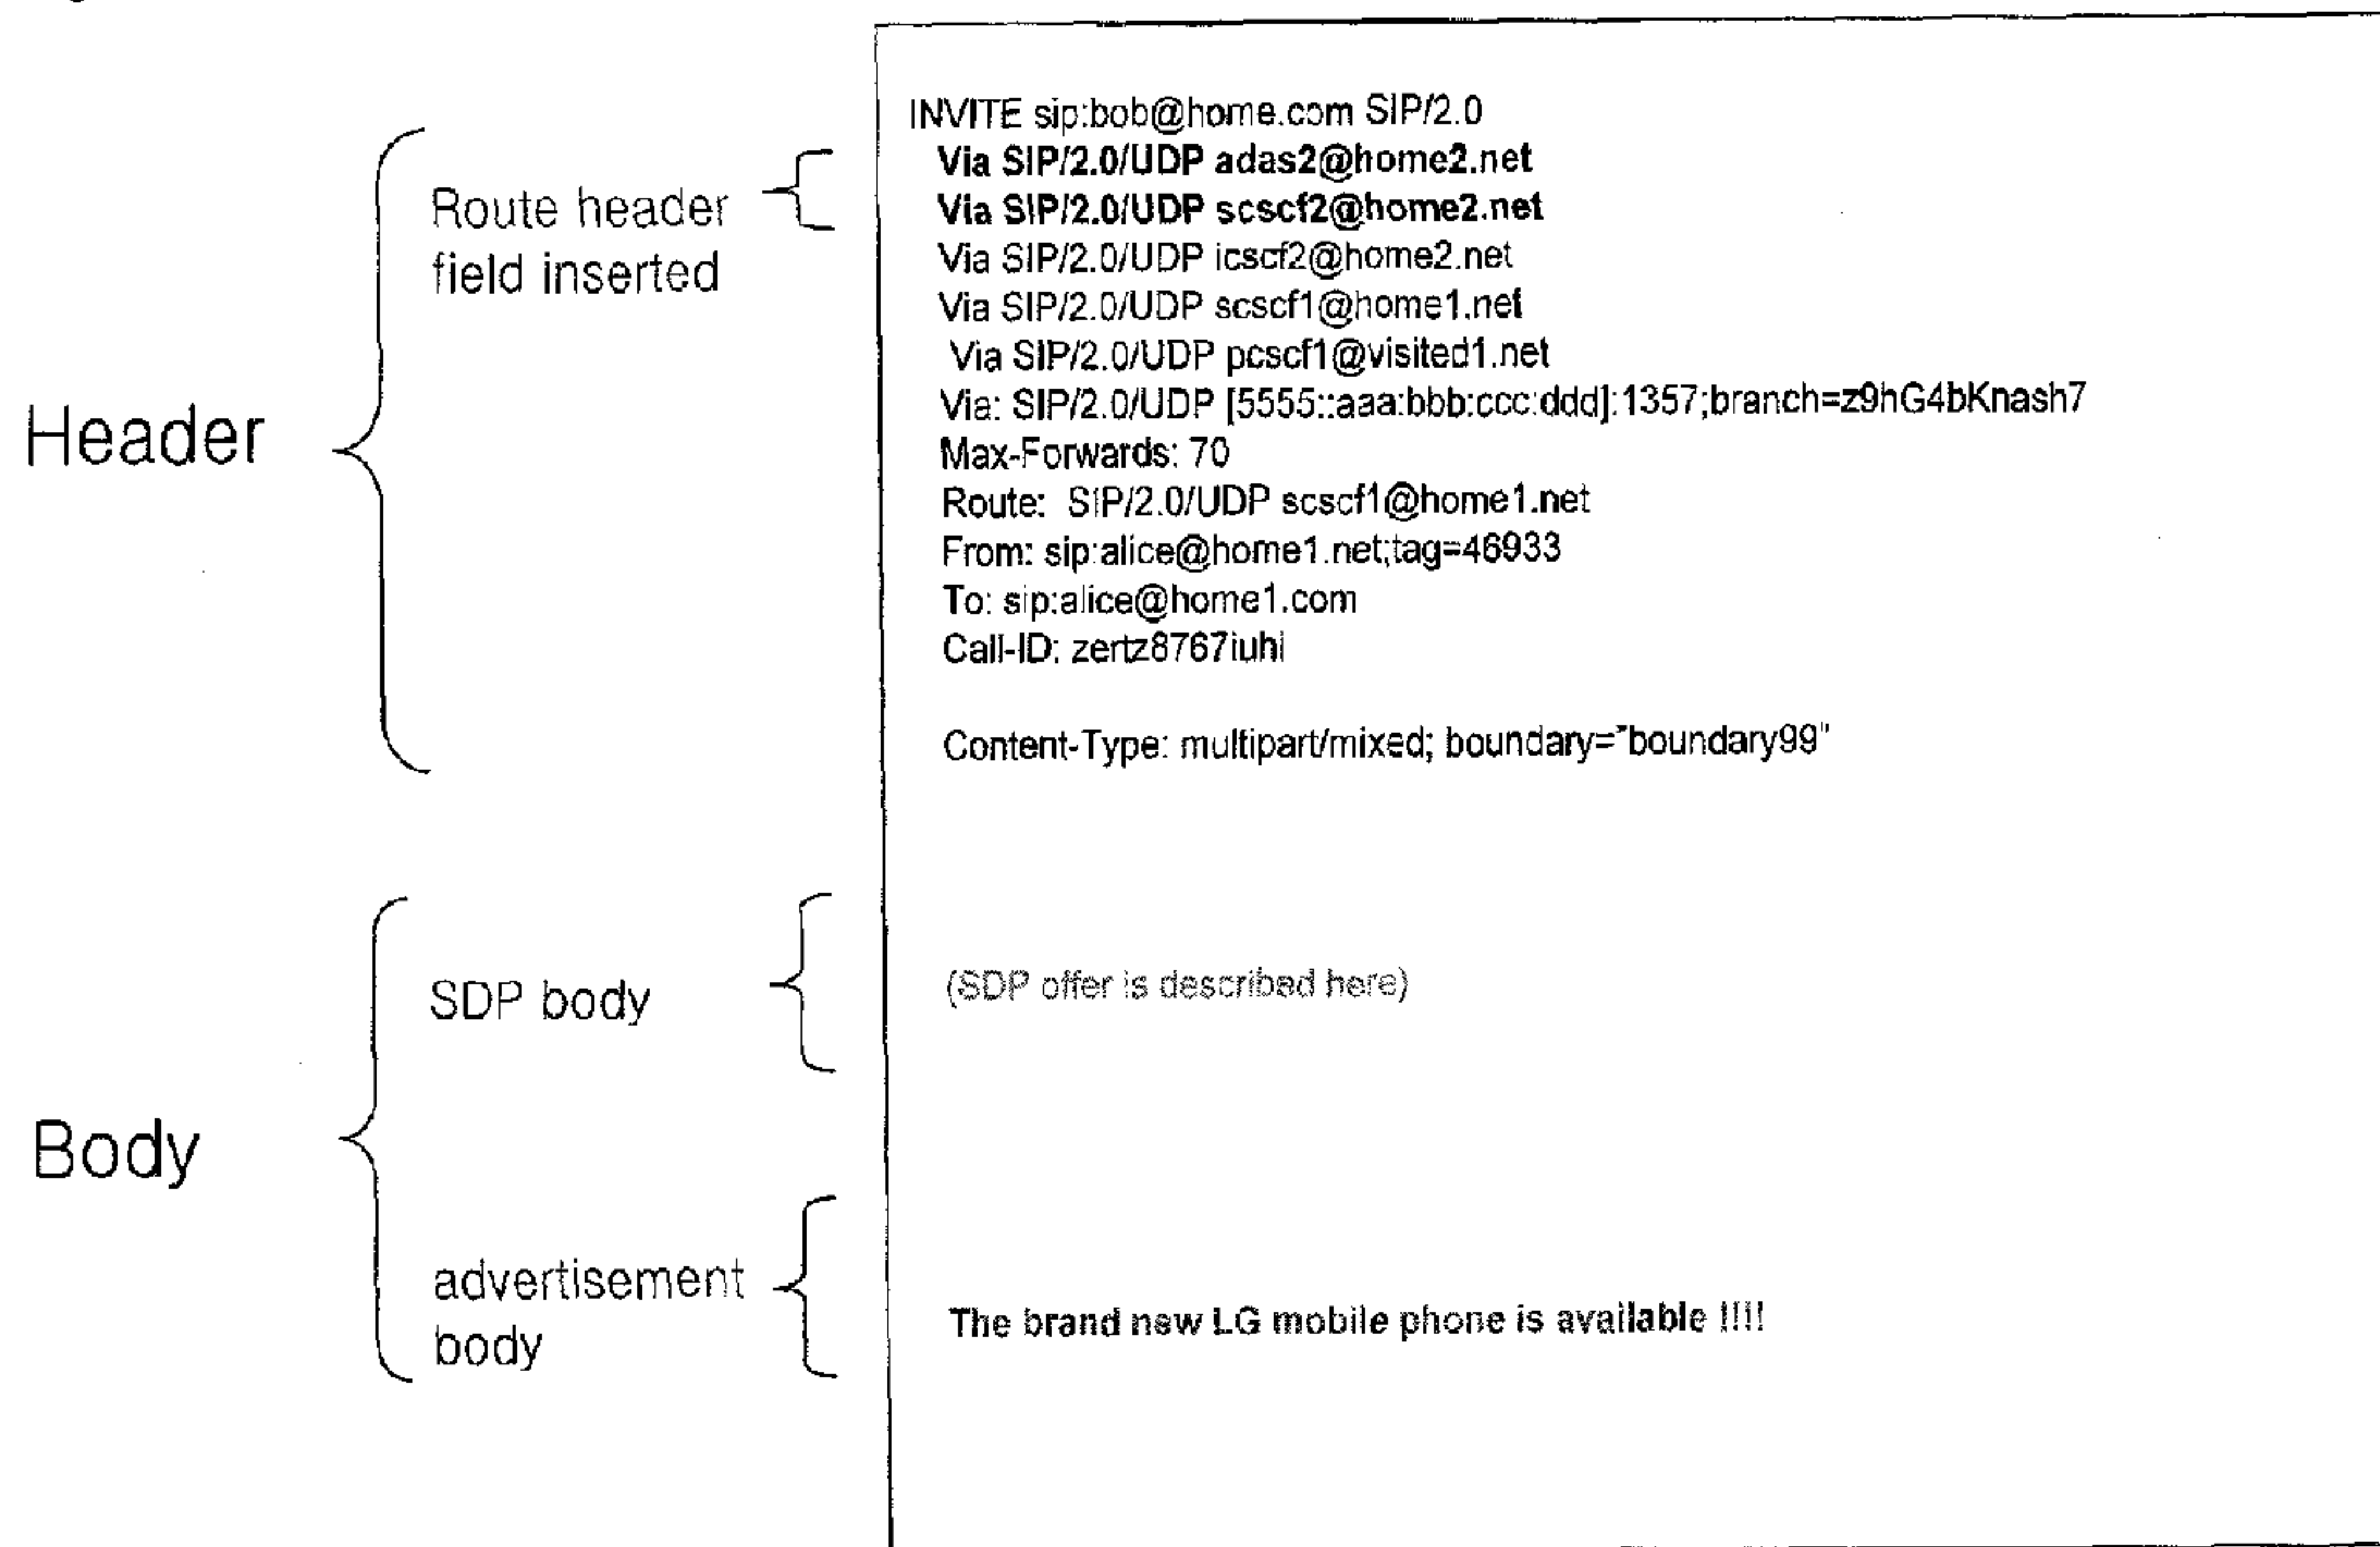 INVITE sip:bob@home.com SIP/2.0
Via SIP/2.0/UDP adas2@home2.net
Route header
field inserted
Via SIP/2.0/UDP scscf2@home2.net
Via SIP/2.0/UDP icscf2@home2.net
Via SIP/2.0/UDP scscf1@home1.net
Via SIP/2.0/UDP pcscf1@visited1.net
Header
Via: SIP/2.0/UDP [5555::aaa:bbb:ccc:ddd]:1357;branch=z9hG4bKnash7
Max-Forwards: 70
Route: SIP/2.0/UDP scscf1@home1.net
From: sip:alice@home1.net;tag=46933
To: sip:alice@home1.com
Call-ID: zertz8767iuhi
Content-Type: multipart/mixed; boundary="boundary99"
SDP body
(SDP offer is described here)
Body
advertisement
body
The brand new LG mobile phone is available !!!!